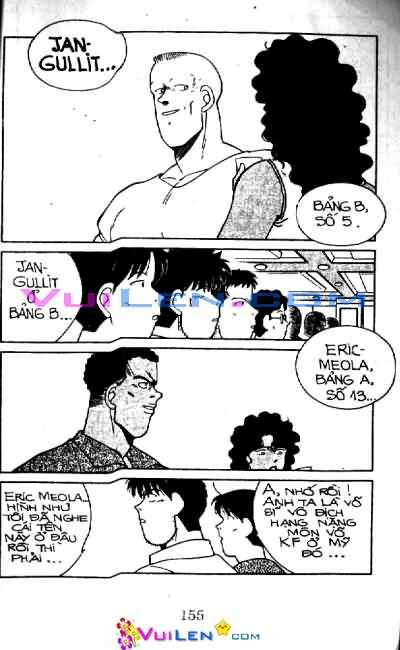 JAN-
GULLIT...
BẢNG B,
SỐ 5.
JAN-
GULLIT
Ở
BẢNG B...
VUILEN.COM
ERIC-
MEOLA,
BẢNG A,
SỐ 13...
ERIC MEOLA...
HÌNH NHƯ
TÔI ĐÃ NGHE
CÁI TÊN
NÀY Ở ĐÂU
RỒI THÌ
PHẢI...
A, NHỚ RỒI!
ANH TA LÀ VÕ
SĨ VÔ ĐỊCH
HẠNG NẶNG
MÔN VÕ
KF Ở MỸ
ĐÓ...
155
VUILEN.COM